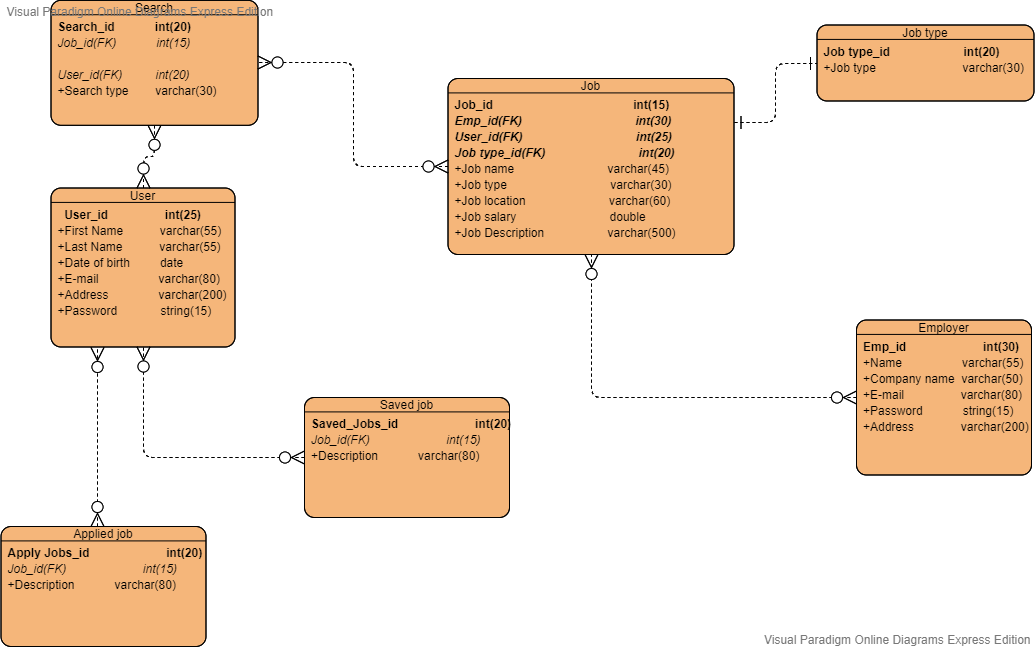 Visual Paradigm Online Diagrams Express Edition
Search
Search_id int(20)
Job_id(FK) int(15)
User_id(FK) int(20)
+Search type varchar(30)
Job type
Job type_id int(20)
+Job type varchar(30)
Job
Job_id int(15)
Emp_id(FK) int(30)
User_id(FK) int(25)
Job type_id(FK) int(20)
+Job name varchar(45)
+Job type varchar(30)
+Job location varchar(60)
+Job salary double
+Job Description varchar(500)
User
User_id int(25)
+First Name varchar(55)
+Last Name varchar(55)
+Date of birth date
+E-mail varchar(80)
+Address varchar(200)
+Password string(15)
Employer
Emp_id int(30)
+Name varchar(55)
+Company name varchar(50)
+E-mail varchar(80)
+Password string(15)
+Address varchar(200)
Saved job
Saved_Jobs_id int(20)
Job_id(FK) int(15)
+Description varchar(80)
Applied job
Apply Jobs_id int(20)
Job_id(FK) int(15)
+Description varchar(80)
Visual Paradigm Online Diagrams Express Edition